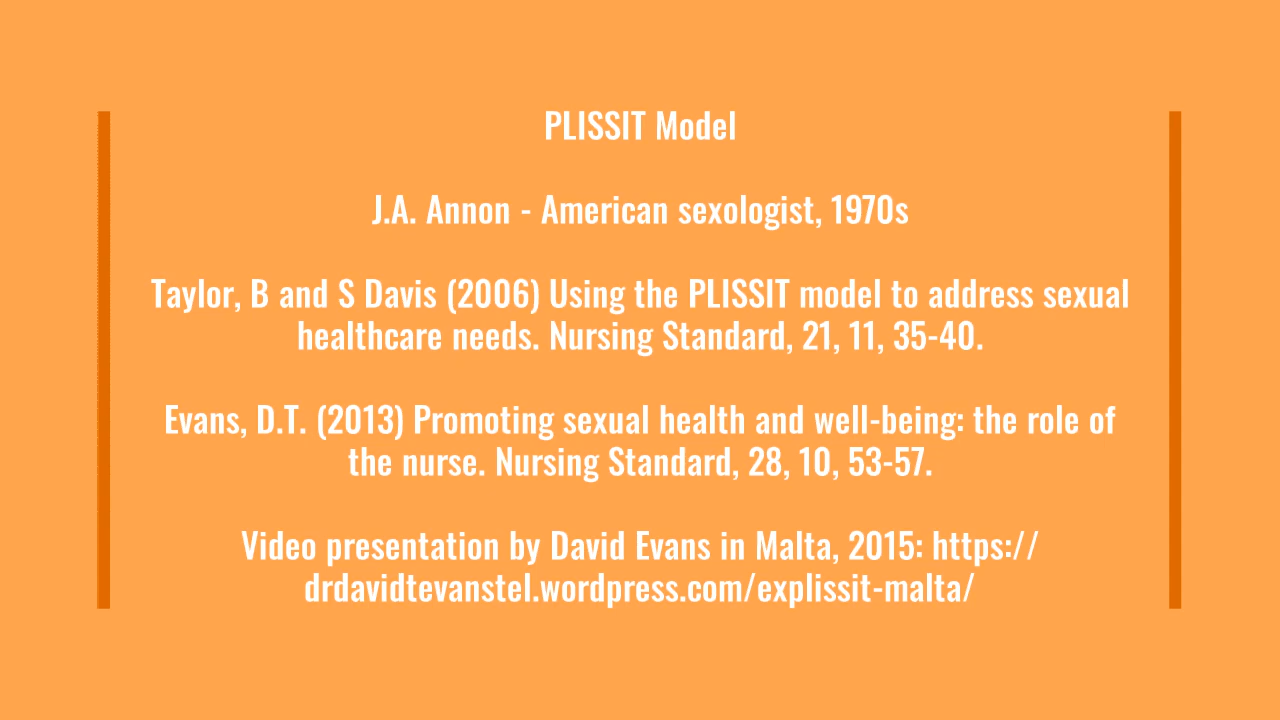 PLISSIT Model
J.A. Annon - American sexologist, 1970s
Taylor, B and S Davis (2006) Using the PLISSIT model to address sexual
healthcare needs. Nursing Standard, 21, 11, 35-40.
Evans, D.T. (2013) Promoting sexual health and well-being: the role of
the nurse. Nursing Standard, 28, 10, 53-57.
Video presentation by David Evans in Malta, 2015: https://
drdavidtevanstel.wordpress.com/explissit-malta/